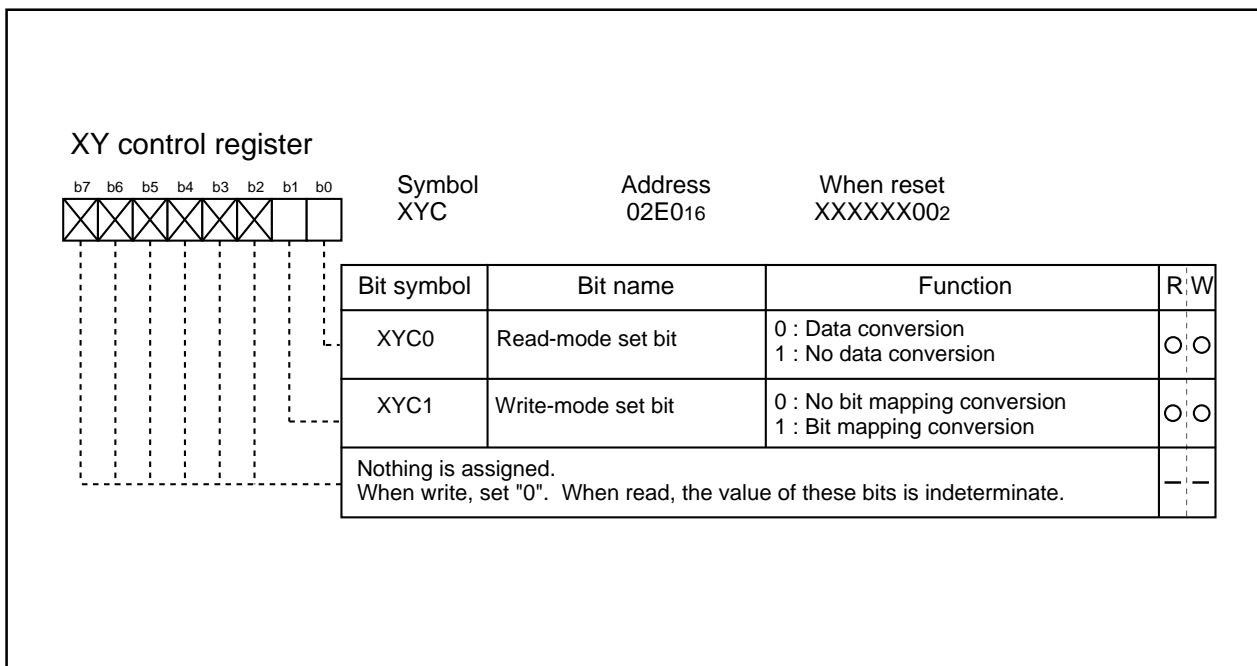 XY control register
b7 b6 b5 b4 b3 b2 b1 b0
Symbol Address When reset
XYC 02E016 XXXXXX002
Bit symbol Bit name Function R W
XYC0 Read-mode set bit 0 : Data conversion
1 : No data conversion
XYC1 Write-mode set bit 0 : No bit mapping conversion
1 : Bit mapping conversion
Nothing is assigned.
When write, set "0". When read, the value of these bits is indeterminate.